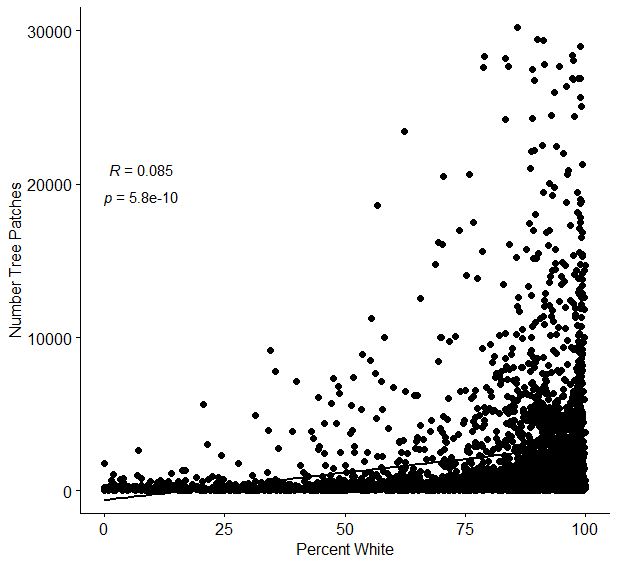 30000
20000
10000
0
Number Tree Patches
R = 0.085
p = 5.8e-10
0 25 50 75 100
Percent White